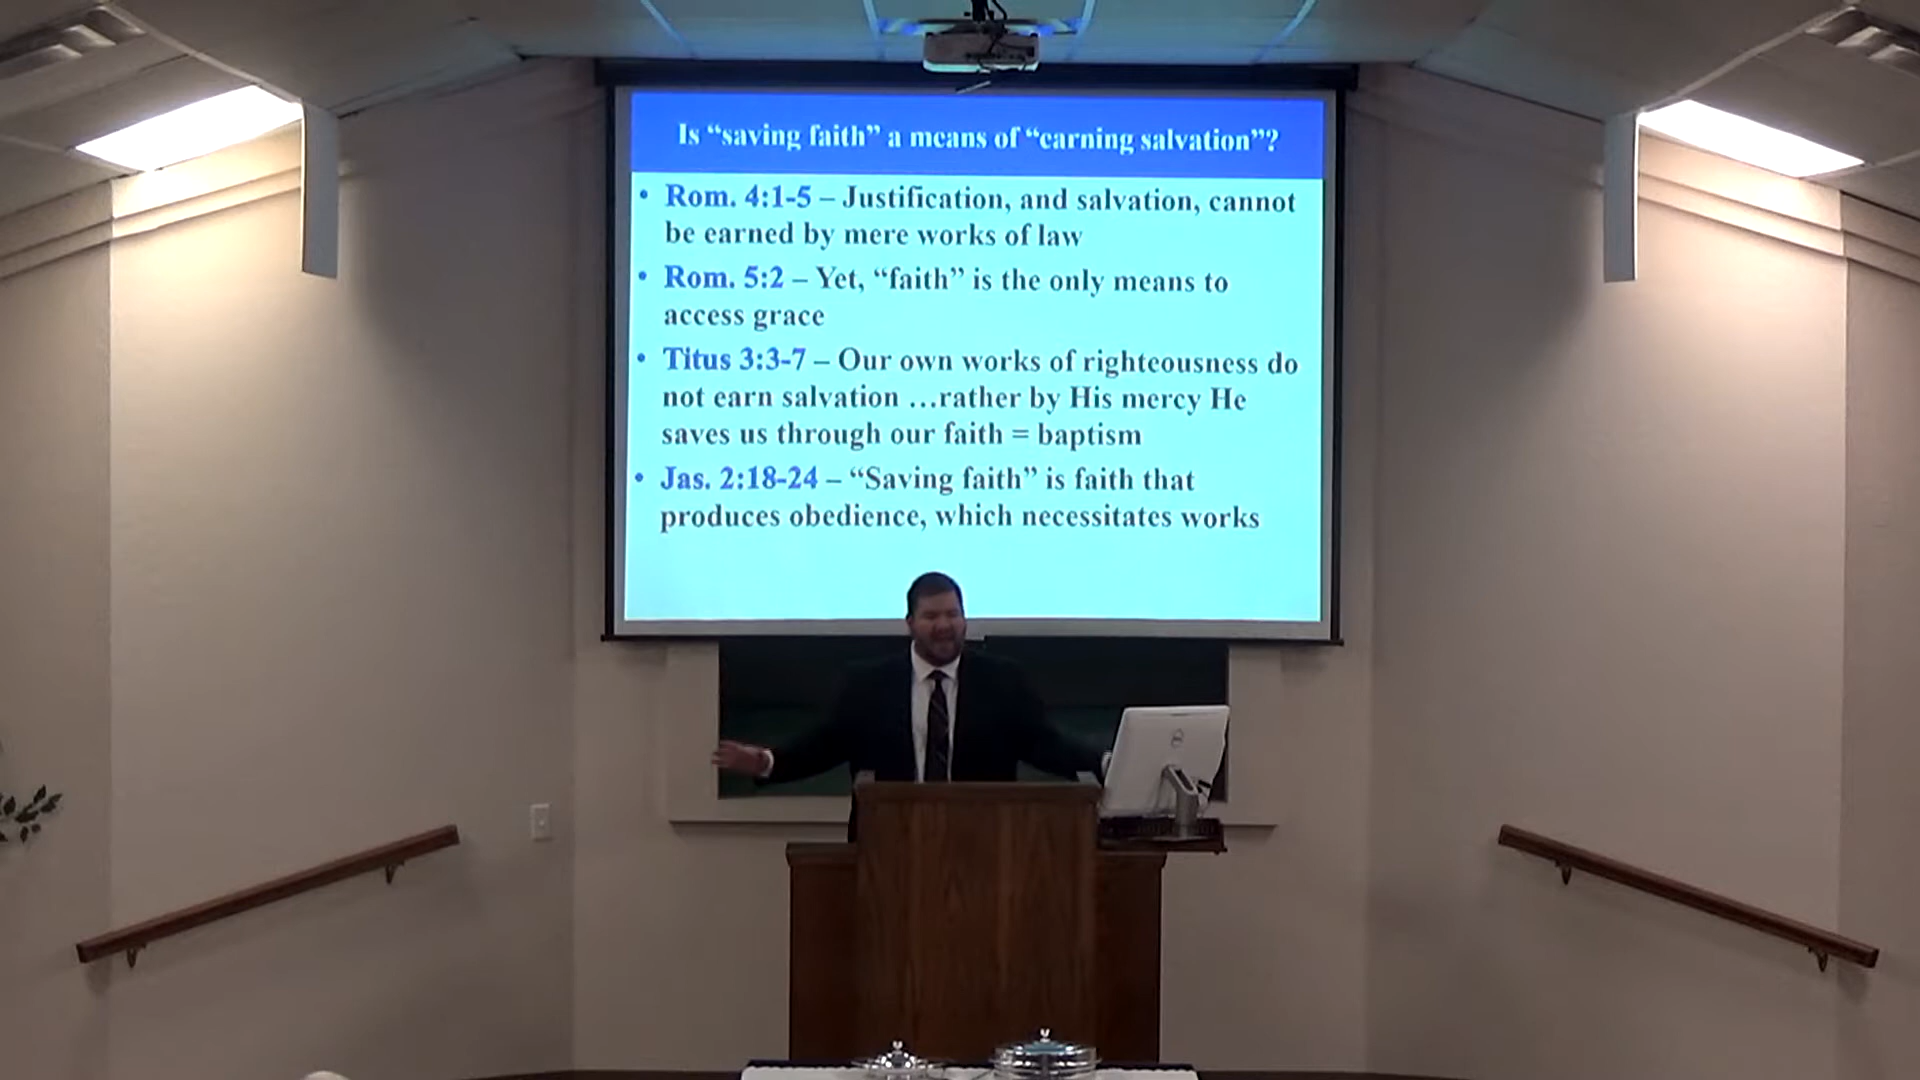 Is “saving faith” a means of “earning salvation”?
• Rom. 4:1-5 – Justification, and salvation, cannot
be earned by mere works of law
• Rom. 5:2 – Yet, “faith” is the only means to
access grace
• Titus 3:3-7 – Our own works of righteousness do
not earn salvation …rather by His mercy He
saves us through our faith = baptism
• Jas. 2:18-24 – “Saving faith” is faith that
produces obedience, which necessitates works